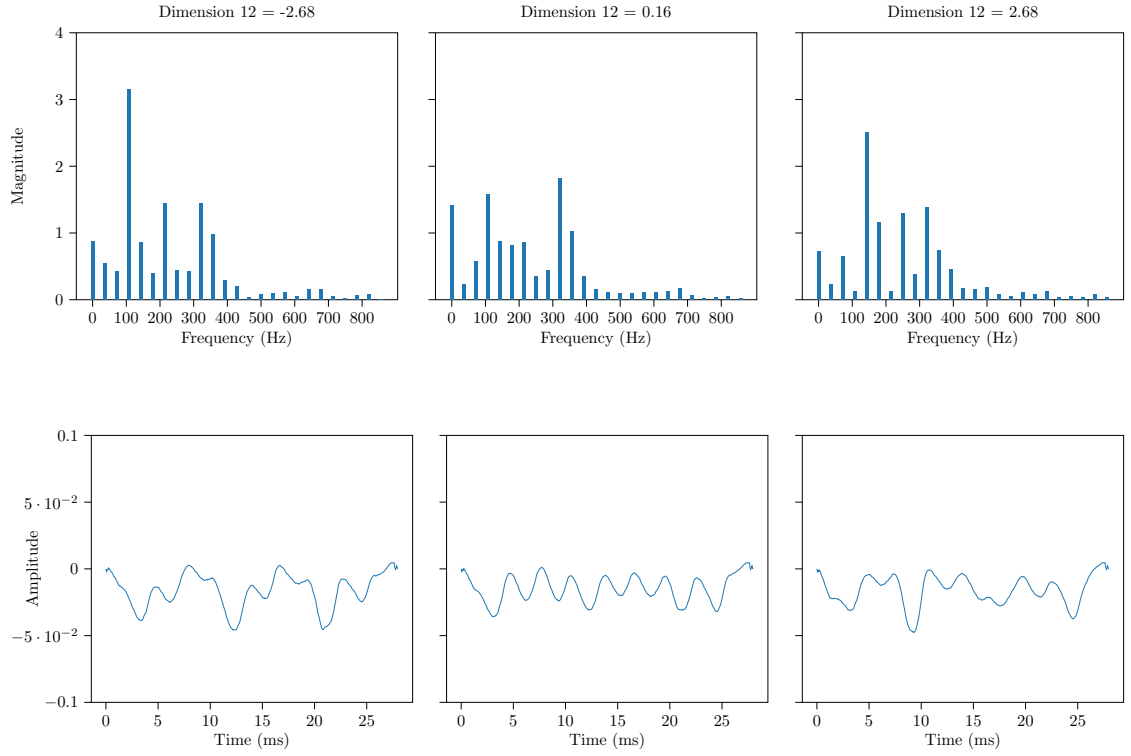 Dimension 12 = -2.68
Dimension 12 = 0.16
Dimension 12 = 2.68
4
3
2
1
0
Magnitude
0 100 200 300 400 500 600 700 800
0 100 200 300 400 500 600 700 800
0 100 200 300 400 500 600 700 800
Frequency (Hz)
Frequency (Hz)
Frequency (Hz)
0.1
5 · 10⁻²
0
−5 · 10⁻²
−0.1
Amplitude
0 5 10 15 20 25
0 5 10 15 20 25
0 5 10 15 20 25
Time (ms)
Time (ms)
Time (ms)